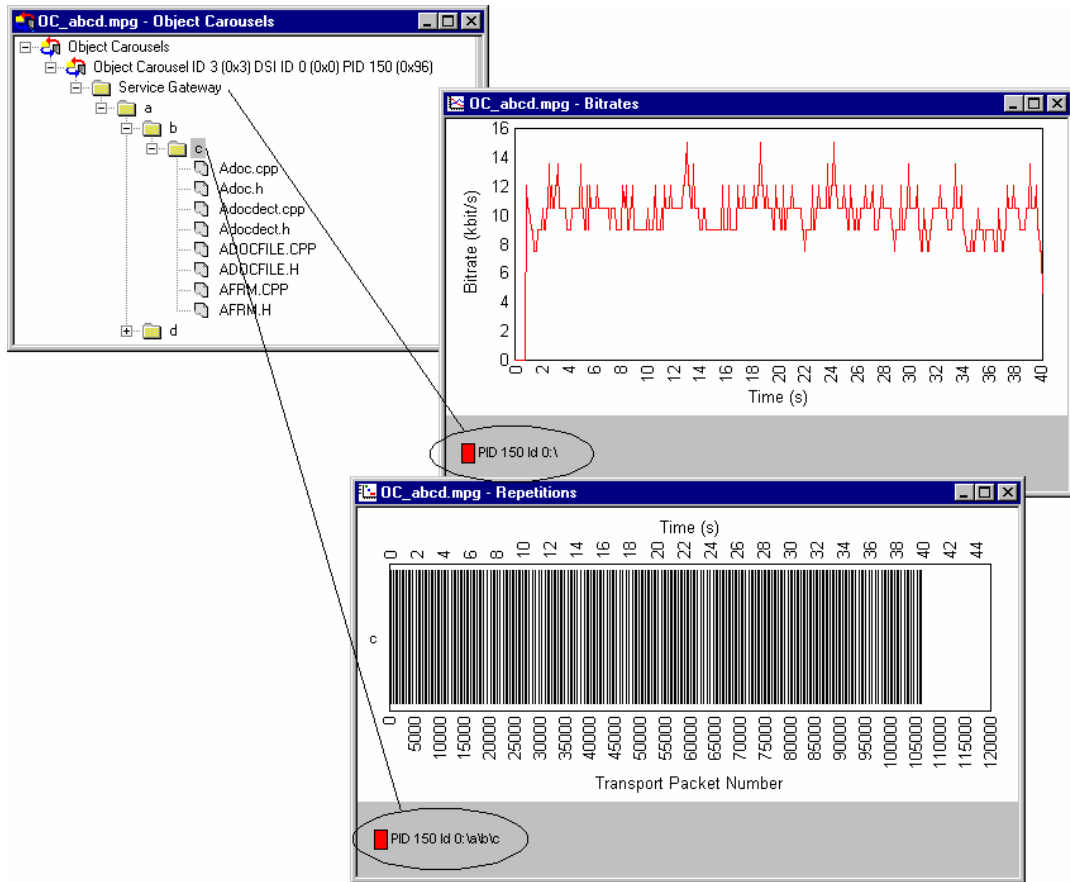 OC_abcd.mpg - Object Carousels
Object Carousels
Object Carousel ID 3 (0x3) DSI ID 0 (0x0) PID 150 (0x96)
Service Gateway
a
b
c
Adoc.cpp
Adoc.h
Adocdect.cpp
Adocdect.h
ADOCFILE.CPP
ADOCFILE.H
AFRM.CPP
AFRM.H
d
OC_abcd.mpg - Bitrates
16
14
12
10
8
6
4
2
0
Bitrate (kbit/s)
0 2 4 6 8 10 12 14 16 18 20 22 24 26 28 30 32 34 36 38 40
Time (s)
PID 150 Id 0:\
OC_abcd.mpg - Repetitions
Time (s)
0 2 4 6 8 10 12 14 16 18 20 22 24 26 28 30 32 34 36 38 40 42 44
c
0 5000 10000 15000 20000 25000 30000 35000 40000 45000 50000 55000 60000 65000 70000 75000 80000 85000 90000 95000 100000 105000 110000 115000 120000
Transport Packet Number
PID 150 Id 0:\a\b\c